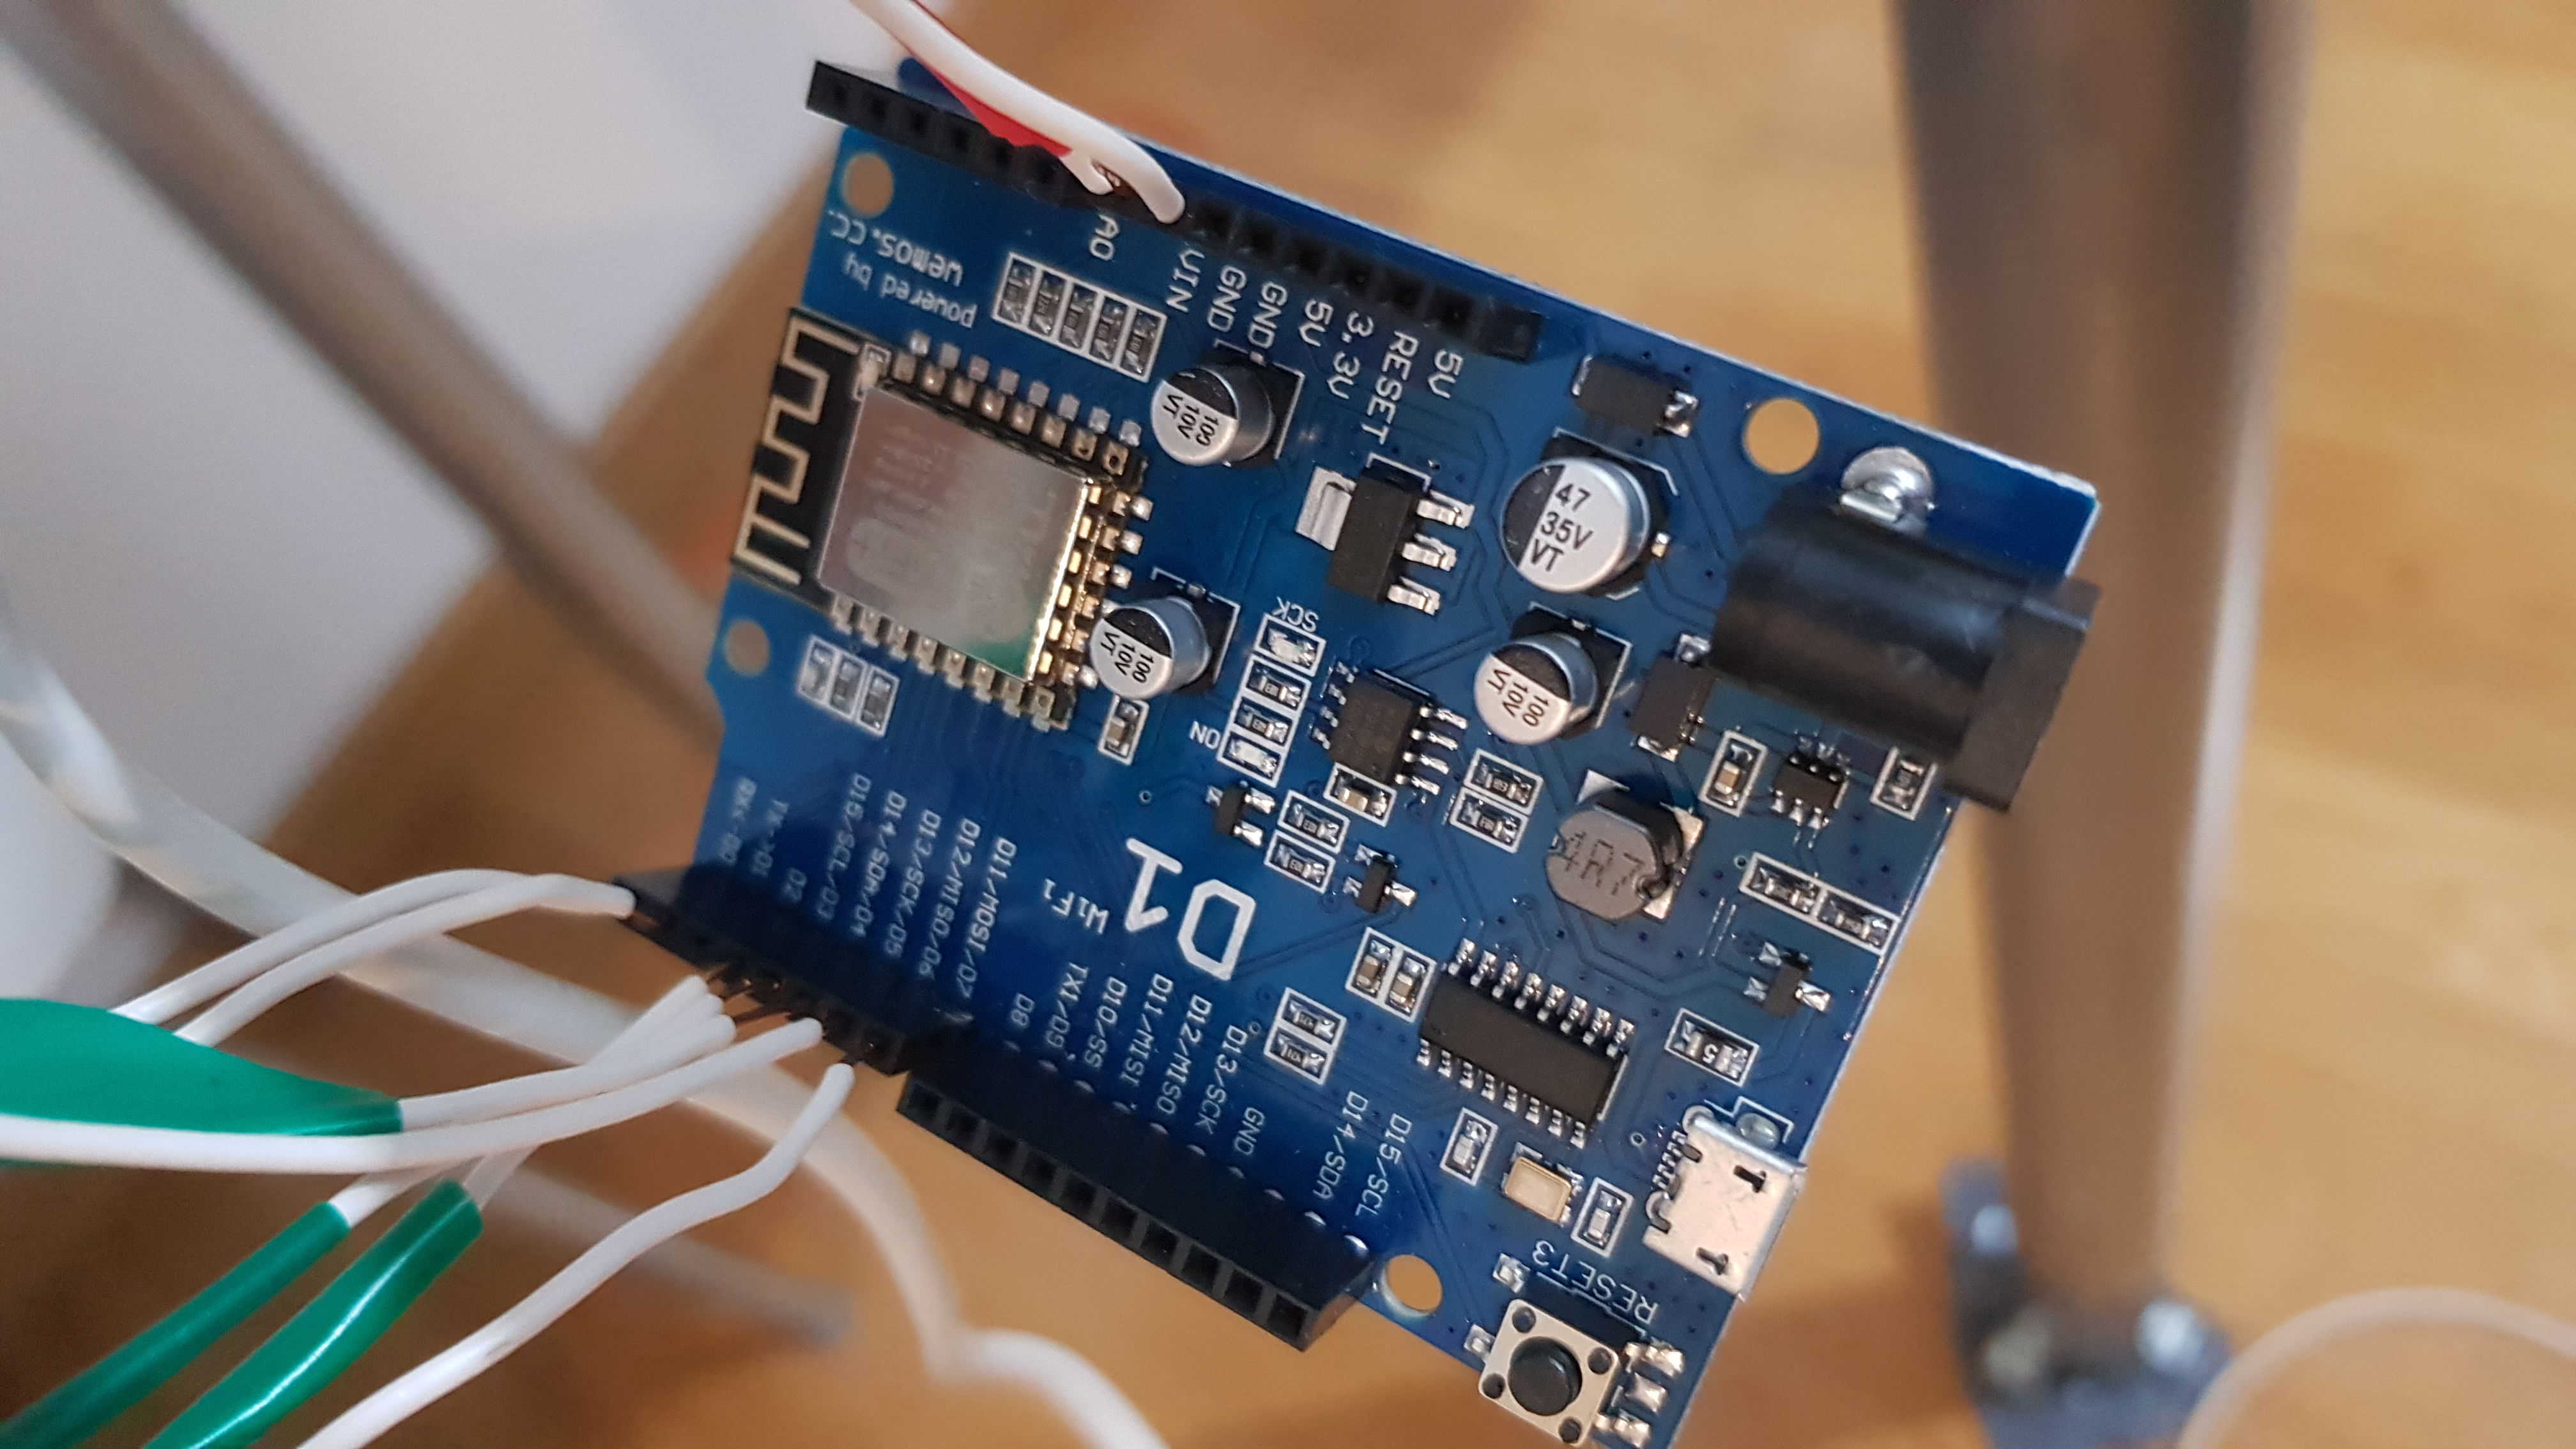 RX<-D0
TX->D1
D2
D15/SCL/D3
D14/SDA/D4
D13/SCK/D5
D12/MISO/D6
D11/MOSI/D7
D8
TX1/D9
D10/SS
D11/MISI
D12/MISO
D13/SCK
GND
D14/SDA
D15/SCL
D1 WiFi
powered by
WEMOS.CC.
A0
VIN
GND
GND
5V
3.3V
RESET
5V
100
10V
VT
100
10V
VT
ON
SCK
100
10V
VT
47
35V
VT
4R7
RESET3